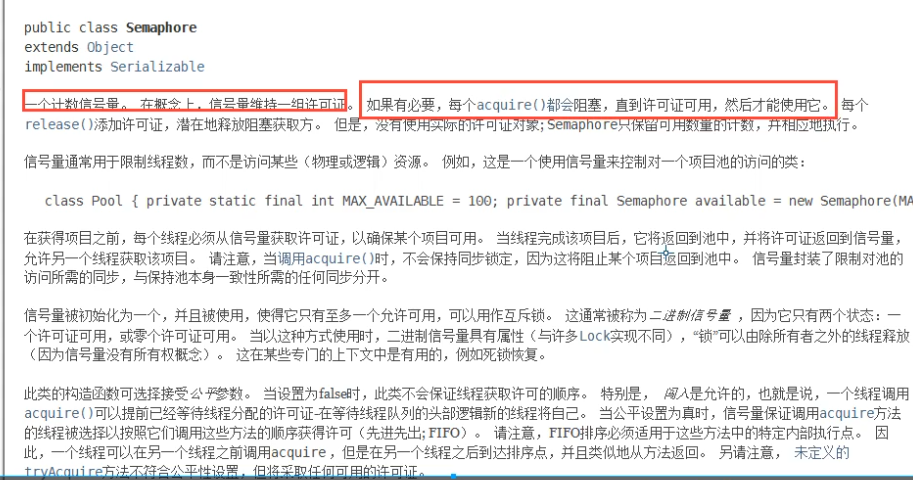 public class Semaphore
extends Object
implements Serializable
一个计数信号量。 在概念上，信号量维持一组许可证。 如果有必要，每个acquire()都会阻塞，直到许可证可用，然后才能使用它。 每个
release()添加许可证，潜在地释放阻塞获取方。 但是，没有使用实际的许可证对象;Semaphore只保留可用数量的计数，并相应地执行。
信号量通常用于限制线程数，而不是访问某些（物理或逻辑）资源。 例如，这是一个使用信号量来控制对一个项目池的访问的类：
class Pool { private static final int MAX_AVAILABLE = 100; private final Semaphore available = new Semaphore(MA
在获得项目之前，每个线程必须从信号量获取许可证，以确保某个项目可用。 当线程完成该项目后，它将返回到池中，并将许可证返回到信号量，
允许另一个线程获取该项目。 请注意，当调用acquire()时，不会保持同步锁定，因为这将阻止某个项目返回到池中。 信号量封装了限制对池的
访问所需的同步，与保持池本身一致性所需的任何同步分开。
信号量被初始化为一个，并且被使用，使得它只有至多一个允许可用，可以用作互斥锁。 这通常被称为二进制信号量 ，因为它只有两个状态：一
个许可证可用，或零个许可证可用。 当以这种方式使用时，二进制信号量具有属性（与许多Lock实现不同），“锁”可以由除所有者之外的线程释放
（因为信号量没有所有权概念）。 这在某些专门的上下文中是有用的，例如死锁恢复。
此类的构造函数可选择接受公平参数。 当设置为false时，此类不会保证线程获取许可的顺序。 特别是， 闯入是允许的，也就是说，一个线程调用
acquire()可以提前已经等待线程分配的许可证-在等待线程队列的头部逻辑新的线程将自己。 当公平设置为真时，信号量保证调用acquire方法
的线程被选择以按照它们调用这些方法的顺序获得许可（先进先出; FIFO）。 请注意，FIFO排序必须适用于这些方法中的特定内部执行点。 因
此，一个线程可以在另一个线程之前调用acquire ，但是在另一个线程之后到达排序点，并且类似地从方法返回。 另请注意， 未定义的
tryAcquire方法不符合公平性设置，但将采取任何可用的许可证。